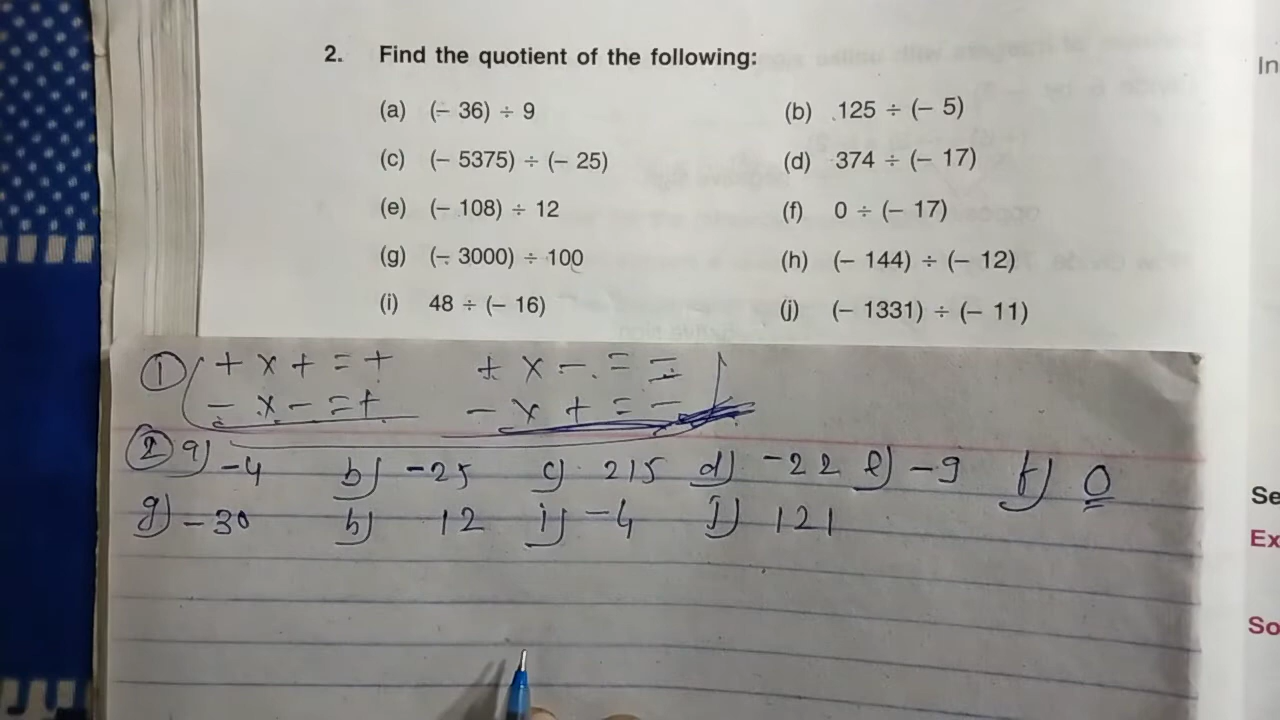 2. Find the quotient of the following:
(a) (– 36) ÷ 9 (b) 125 ÷ (– 5)
(c) (– 5375) ÷ (– 25) (d) 374 ÷ (– 17)
(e) (– 108) ÷ 12 (f) 0 ÷ (– 17)
(g) (– 3000) ÷ 100 (h) (– 144) ÷ (– 12)
(i) 48 ÷ (– 16) (j) (– 1331) ÷ (– 11)
① + × + = + + × - = -
- × - = + - × + = -
② a) -4 b) -25 c) 215 d) -22 e) -9 f) 0
g) -30 h) 12 i) -4 j) 121
In
Se
Ex
So